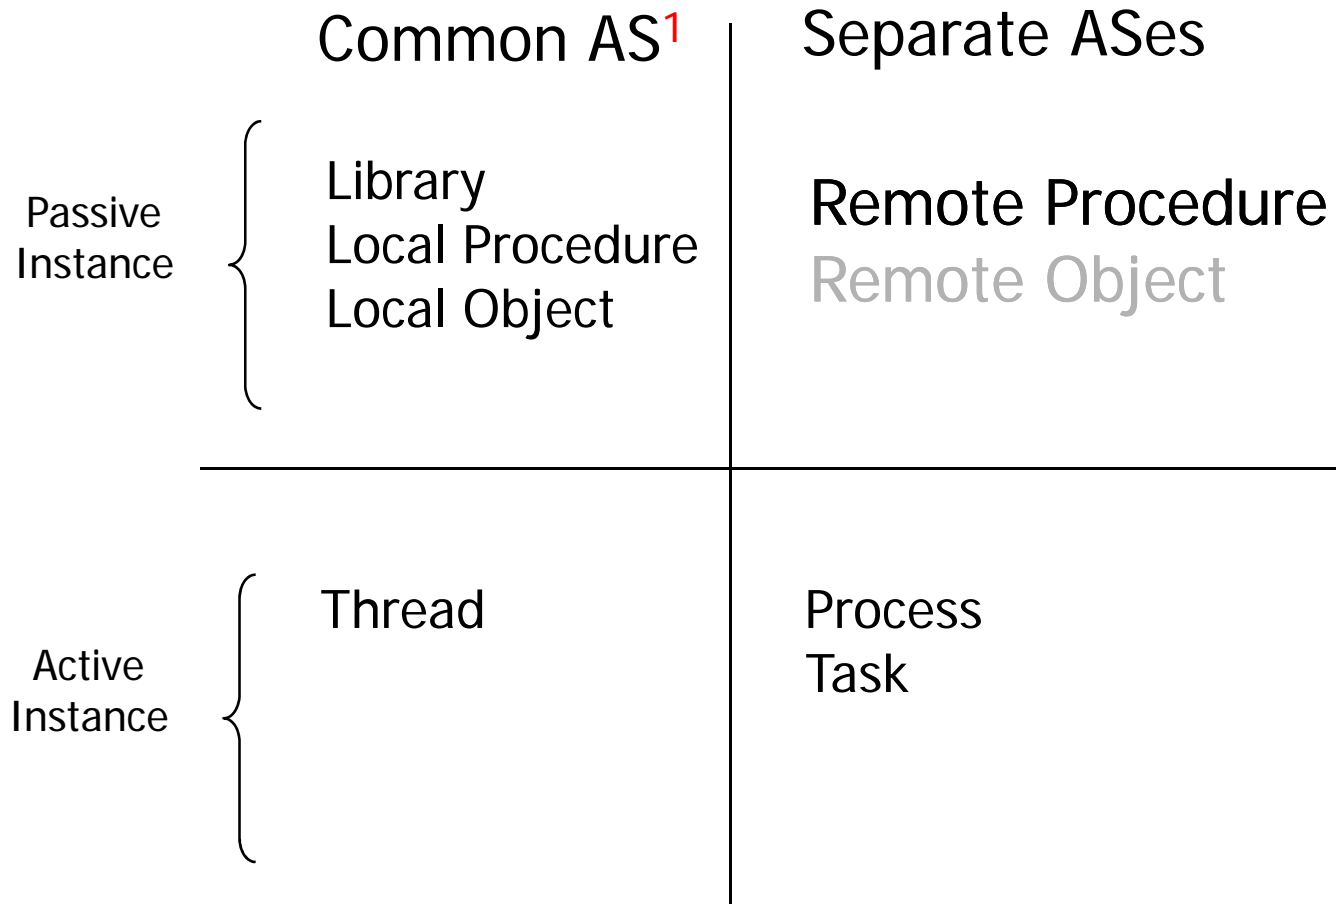 Common AS¹
Separate ASes
Passive
Instance
Library
Local Procedure
Local Object
Remote Procedure
Remote Object
Active
Instance
Thread
Process
Task